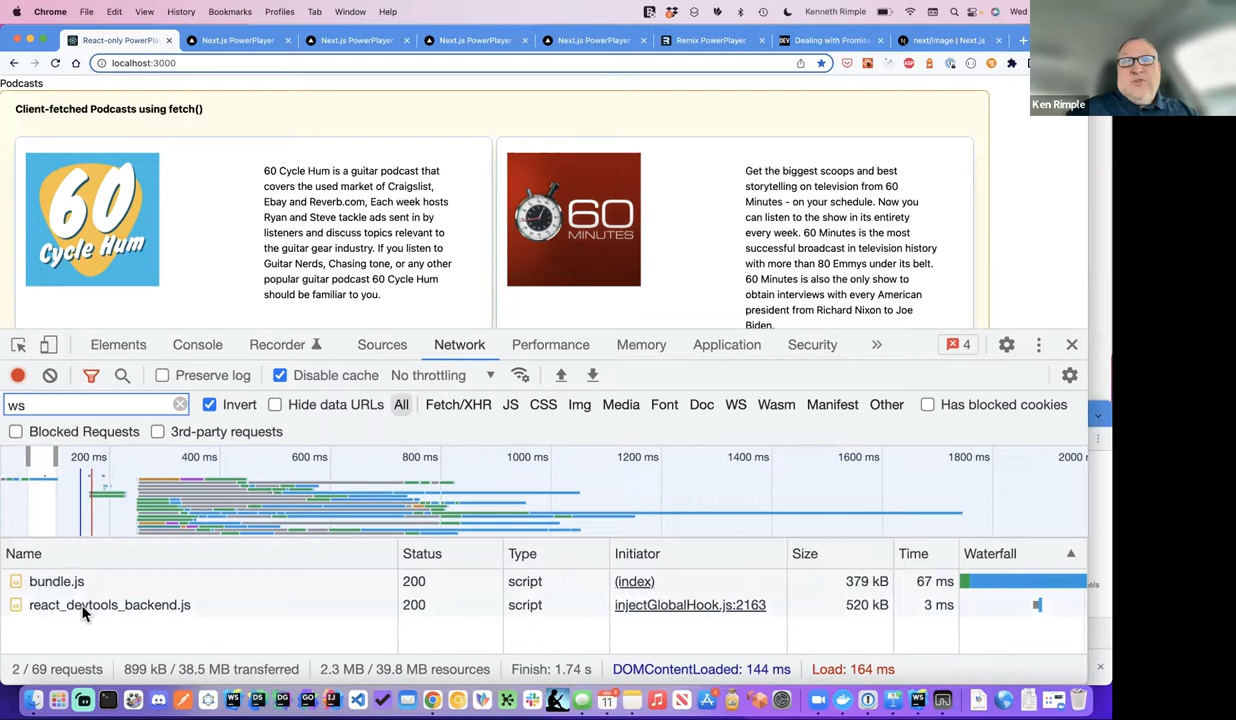 Chrome File Edit View History Bookmarks Profiles Tab Window Help Kenneth Rimple Wed
React-only PowerPla Next.js PowerPlayer Next.js PowerPlayer Next.js PowerPlayer Next.js PowerPlayer Remix PowerPlayer Dealing with Promis next/image | Next.js
localhost:3000
Ken Rimple
Podcasts
Client-fetched Podcasts using fetch()
60
Cycle Hum
60 Cycle Hum is a guitar podcast that
covers the used market of Craigslist,
Ebay and Reverb.com, Each week hosts
Ryan and Steve tackle ads sent in by
listeners and discuss topics relevant to
the guitar gear industry. If you listen to
Guitar Nerds, Chasing tone, or any other
popular guitar podcast 60 Cycle Hum
should be familiar to you.
60
MINUTES
Get the biggest scoops and best
storytelling on television from 60
Minutes - on your schedule. Now you
can listen to the show in its entirety
every week. 60 Minutes is the most
successful broadcast in television history
with more than 80 Emmys under its belt.
60 Minutes is also the only show to
obtain interviews with every American
president from Richard Nixon to Joe
Biden.
Elements Console Recorder Sources Network Performance Memory Application Security » 4
Preserve log Disable cache No throttling
ws Invert Hide data URLs All Fetch/XHR JS CSS Img Media Font Doc WS Wasm Manifest Other Has blocked cookies
Blocked Requests 3rd-party requests
200 ms 400 ms 600 ms 800 ms 1000 ms 1200 ms 1400 ms 1600 ms 1800 ms 2000
Name Status Type Initiator Size Time Waterfall
bundle.js 200 script (index) 379 kB 67 ms
react_devtools_backend.js 200 script injectGlobalHook.js:2163 520 kB 3 ms
2 / 69 requests 899 kB / 38.5 MB transferred 2.3 MB / 39.8 MB resources Finish: 1.74 s DOMContentLoaded: 144 ms Load: 164 ms